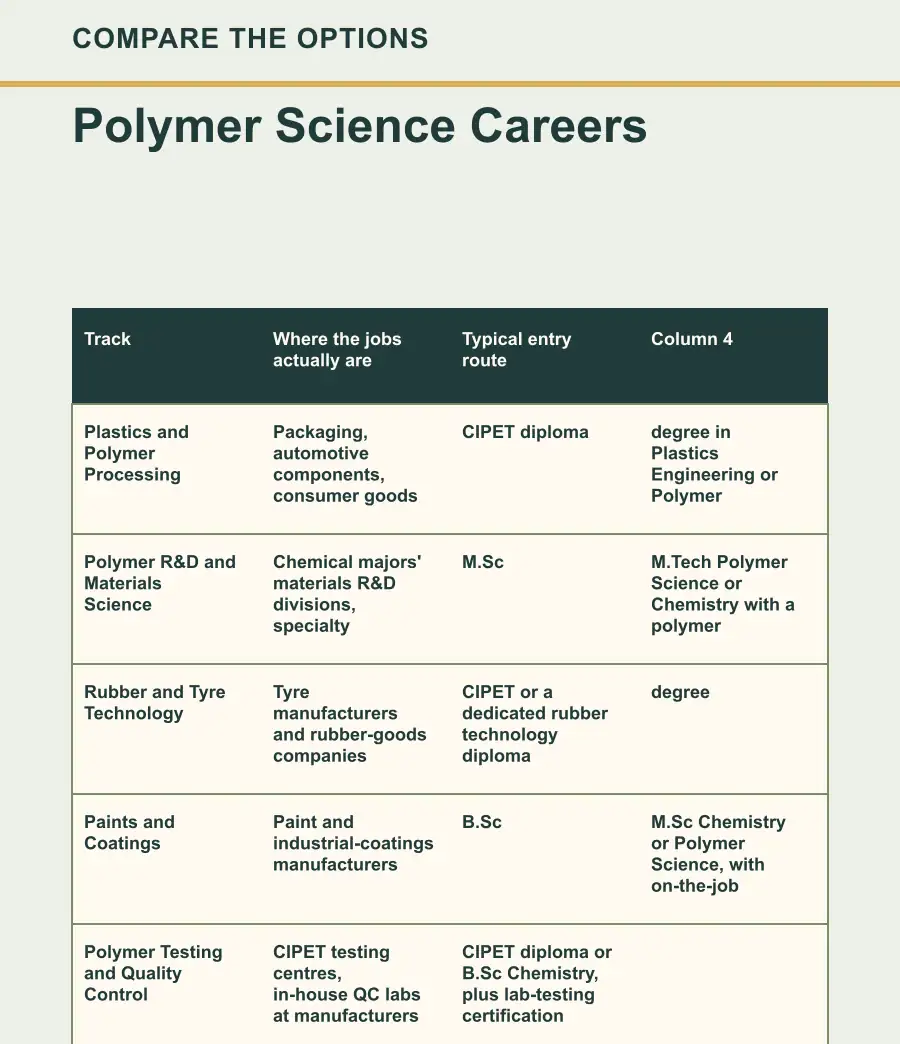 COMPARE THE OPTIONS
Polymer Science Careers
Track
Where the jobs
actually are
Typical entry
route
Column 4
Plastics and
Polymer
Processing
Packaging,
automotive
components,
consumer goods
CIPET diploma
degree in
Plastics
Engineering or
Polymer
Polymer R&D and
Materials
Science
Chemical majors'
materials R&D
divisions,
specialty
M.Sc
M.Tech Polymer
Science or
Chemistry with a
polymer
Rubber and Tyre
Technology
Tyre
manufacturers
and rubber-goods
companies
CIPET or a
dedicated rubber
technology
diploma
degree
Paints and
Coatings
Paint and
industrial-coatings
manufacturers
B.Sc
M.Sc Chemistry
or Polymer
Science, with
on-the-job
Polymer Testing
and Quality
Control
CIPET testing
centres,
in-house QC labs
at manufacturers
CIPET diploma or
B.Sc Chemistry,
plus lab-testing
certification